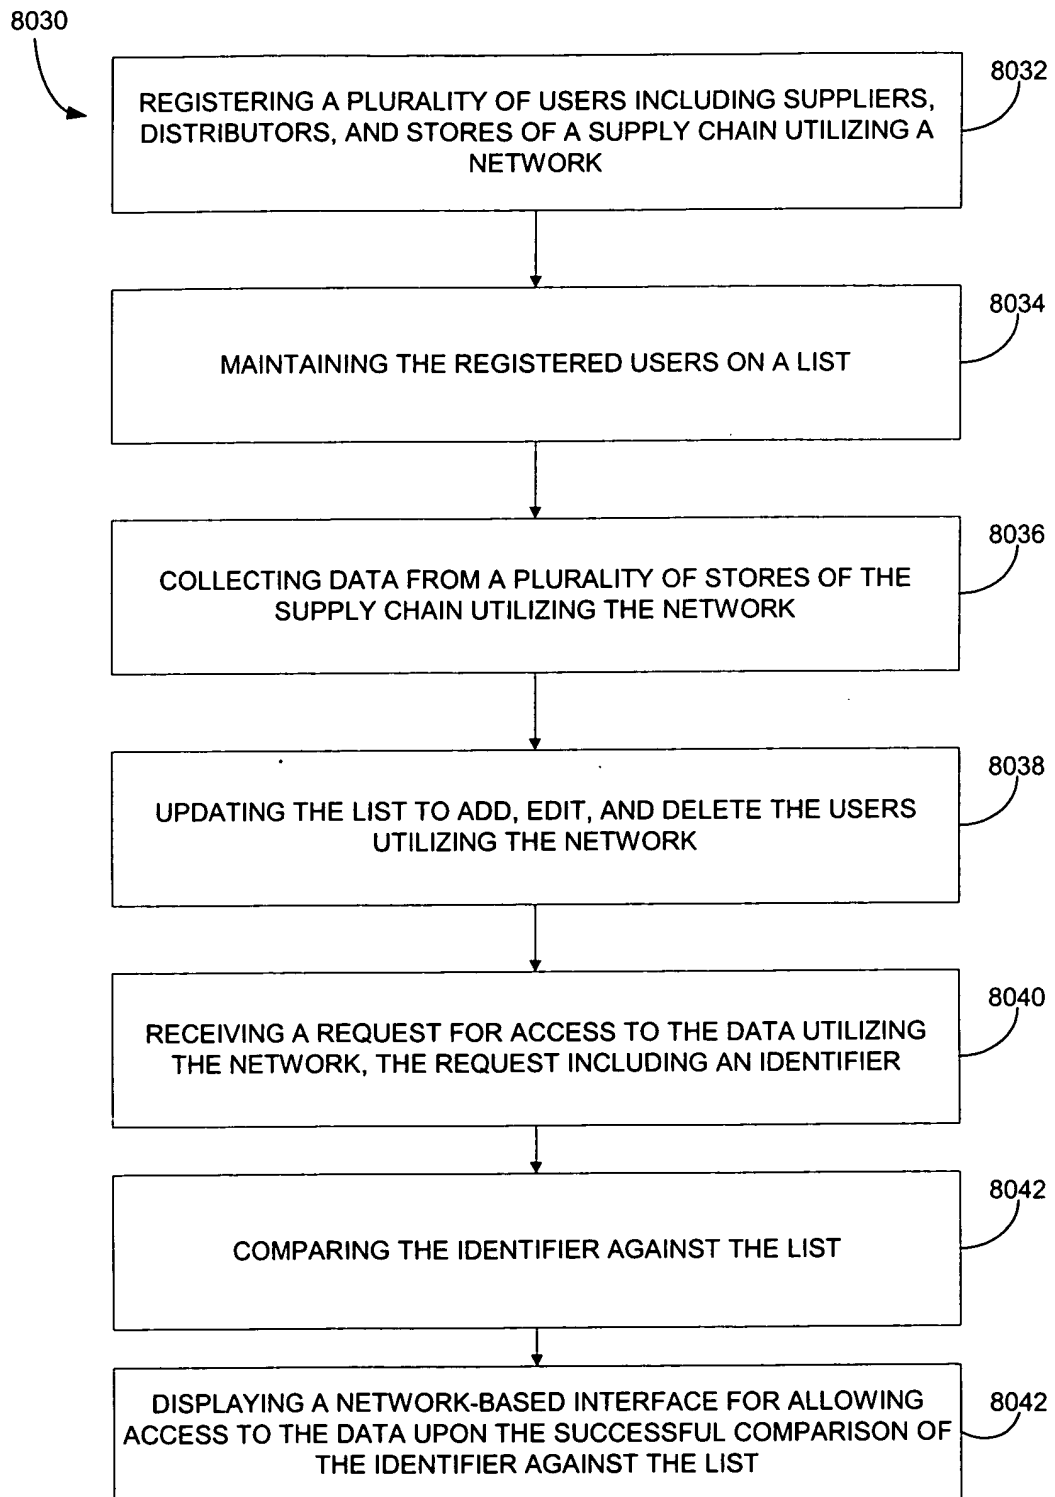 8030
8032
REGISTERING A PLURALITY OF USERS INCLUDING SUPPLIERS,
DISTRIBUTORS, AND STORES OF A SUPPLY CHAIN UTILIZING A
NETWORK
8034
MAINTAINING THE REGISTERED USERS ON A LIST
8036
COLLECTING DATA FROM A PLURALITY OF STORES OF THE
SUPPLY CHAIN UTILIZING THE NETWORK
8038
UPDATING THE LIST TO ADD, EDIT, AND DELETE THE USERS
UTILIZING THE NETWORK
8040
RECEIVING A REQUEST FOR ACCESS TO THE DATA UTILIZING
THE NETWORK, THE REQUEST INCLUDING AN IDENTIFIER
8042
COMPARING THE IDENTIFIER AGAINST THE LIST
8042
DISPLAYING A NETWORK-BASED INTERFACE FOR ALLOWING
ACCESS TO THE DATA UPON THE SUCCESSFUL COMPARISON OF
THE IDENTIFIER AGAINST THE LIST